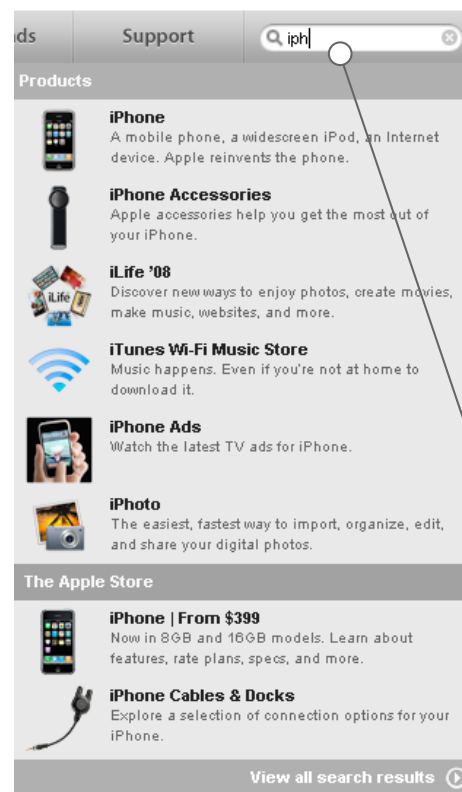 ds
Support
iph
Products
iPhone
A mobile phone, a widescreen iPod, an Internet
device. Apple reinvents the phone.
iPhone Accessories
Apple accessories help you get the most out of
your iPhone.
iLife
iLife '08
Discover new ways to enjoy photos, create movies,
make music, websites, and more.
iTunes Wi-Fi Music Store
Music happens. Even if you're not at home to
download it.
iPhone Ads
Watch the latest TV ads for iPhone.
iPhoto
The easiest, fastest way to import, organize, edit,
and share your digital photos.
The Apple Store
iPhone | From $399
Now in 8GB and 16GB models. Learn about
features, rate plans, specs, and more.
iPhone Cables & Docks
Explore a selection of connection options for your
iPhone.
View all search results